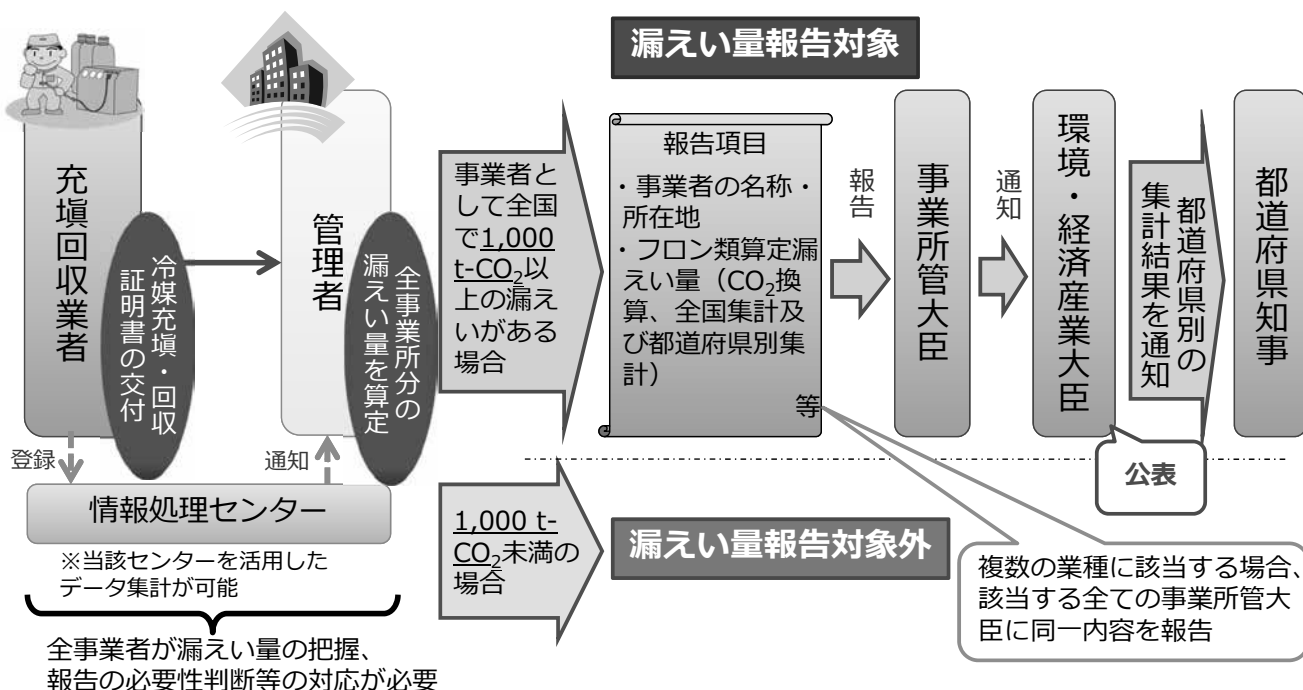 漏えい量報告対象
充塡回収業者
冷媒充塡・回収
証明書の交付
管理者
全事業所分の
漏えい量を算定
事業者と
して全国
で1,000
t-CO₂以
上の漏え
いがある
場合
報告項目
・事業者の名称・
所在地
・フロン類算定漏
えい量（CO₂換
算、全国集計及
び都道府県別集
計）
等
報告
事業所管大臣
通知
環境・経済産業大臣
公表
都道府県別の
集計結果を通知
都道府県知事
登録
通知
情報処理センター
※当該センターを活用した
データ集計が可能
全事業者が漏えい量の把握、
報告の必要性判断等の対応が必要
1,000 t-
CO₂未満の
場合
漏えい量報告対象外
複数の業種に該当する場合、
該当する全ての事業所管大
臣に同一内容を報告